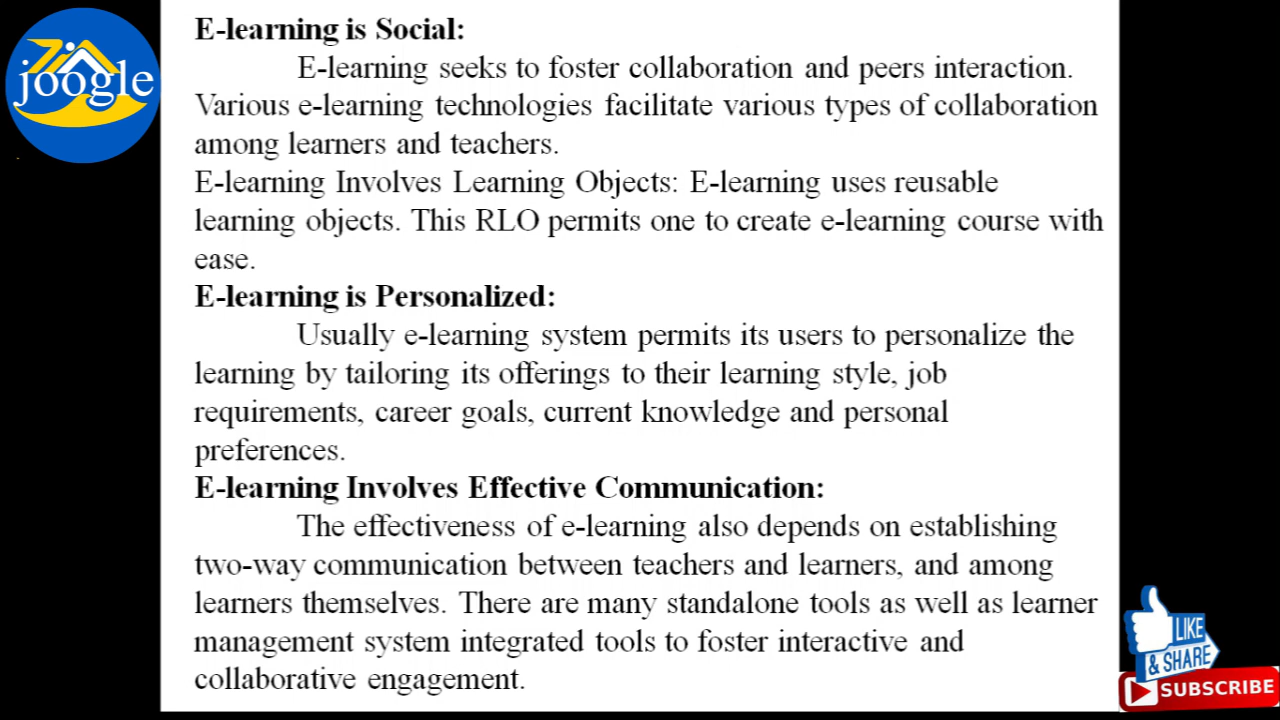 joogle
E-learning is Social:
E-learning seeks to foster collaboration and peers interaction.
Various e-learning technologies facilitate various types of collaboration
among learners and teachers.
E-learning Involves Learning Objects: E-learning uses reusable
learning objects. This RLO permits one to create e-learning course with
ease.
E-learning is Personalized:
Usually e-learning system permits its users to personalize the
learning by tailoring its offerings to their learning style, job
requirements, career goals, current knowledge and personal
preferences.
E-learning Involves Effective Communication:
The effectiveness of e-learning also depends on establishing
two-way communication between teachers and learners, and among
learners themselves. There are many standalone tools as well as learner
management system integrated tools to foster interactive and
collaborative engagement.
LIKE
& SHARE
SUBSCRIBE